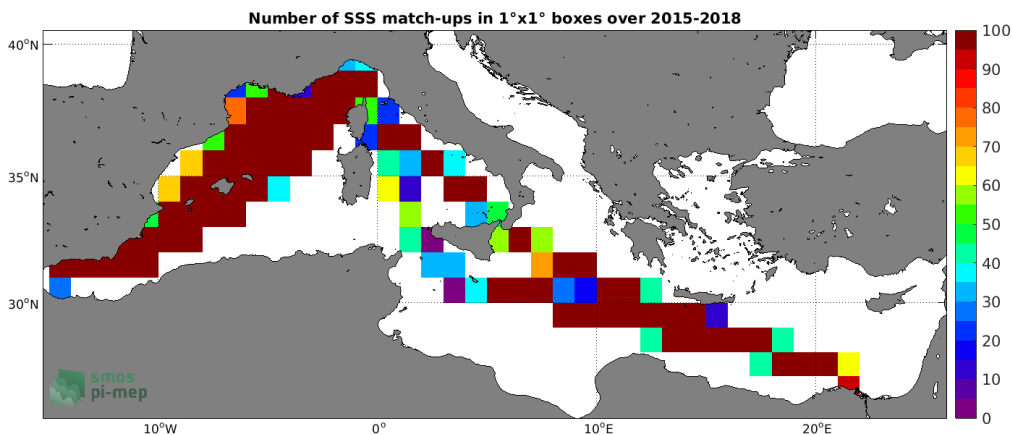 Number of SSS match-ups in 1°x1° boxes over 2015-2018
40°N
35°N
30°N
10°W
0°
10°E
20°E
100
90
80
70
60
50
40
30
20
10
0
smos
pi-mep